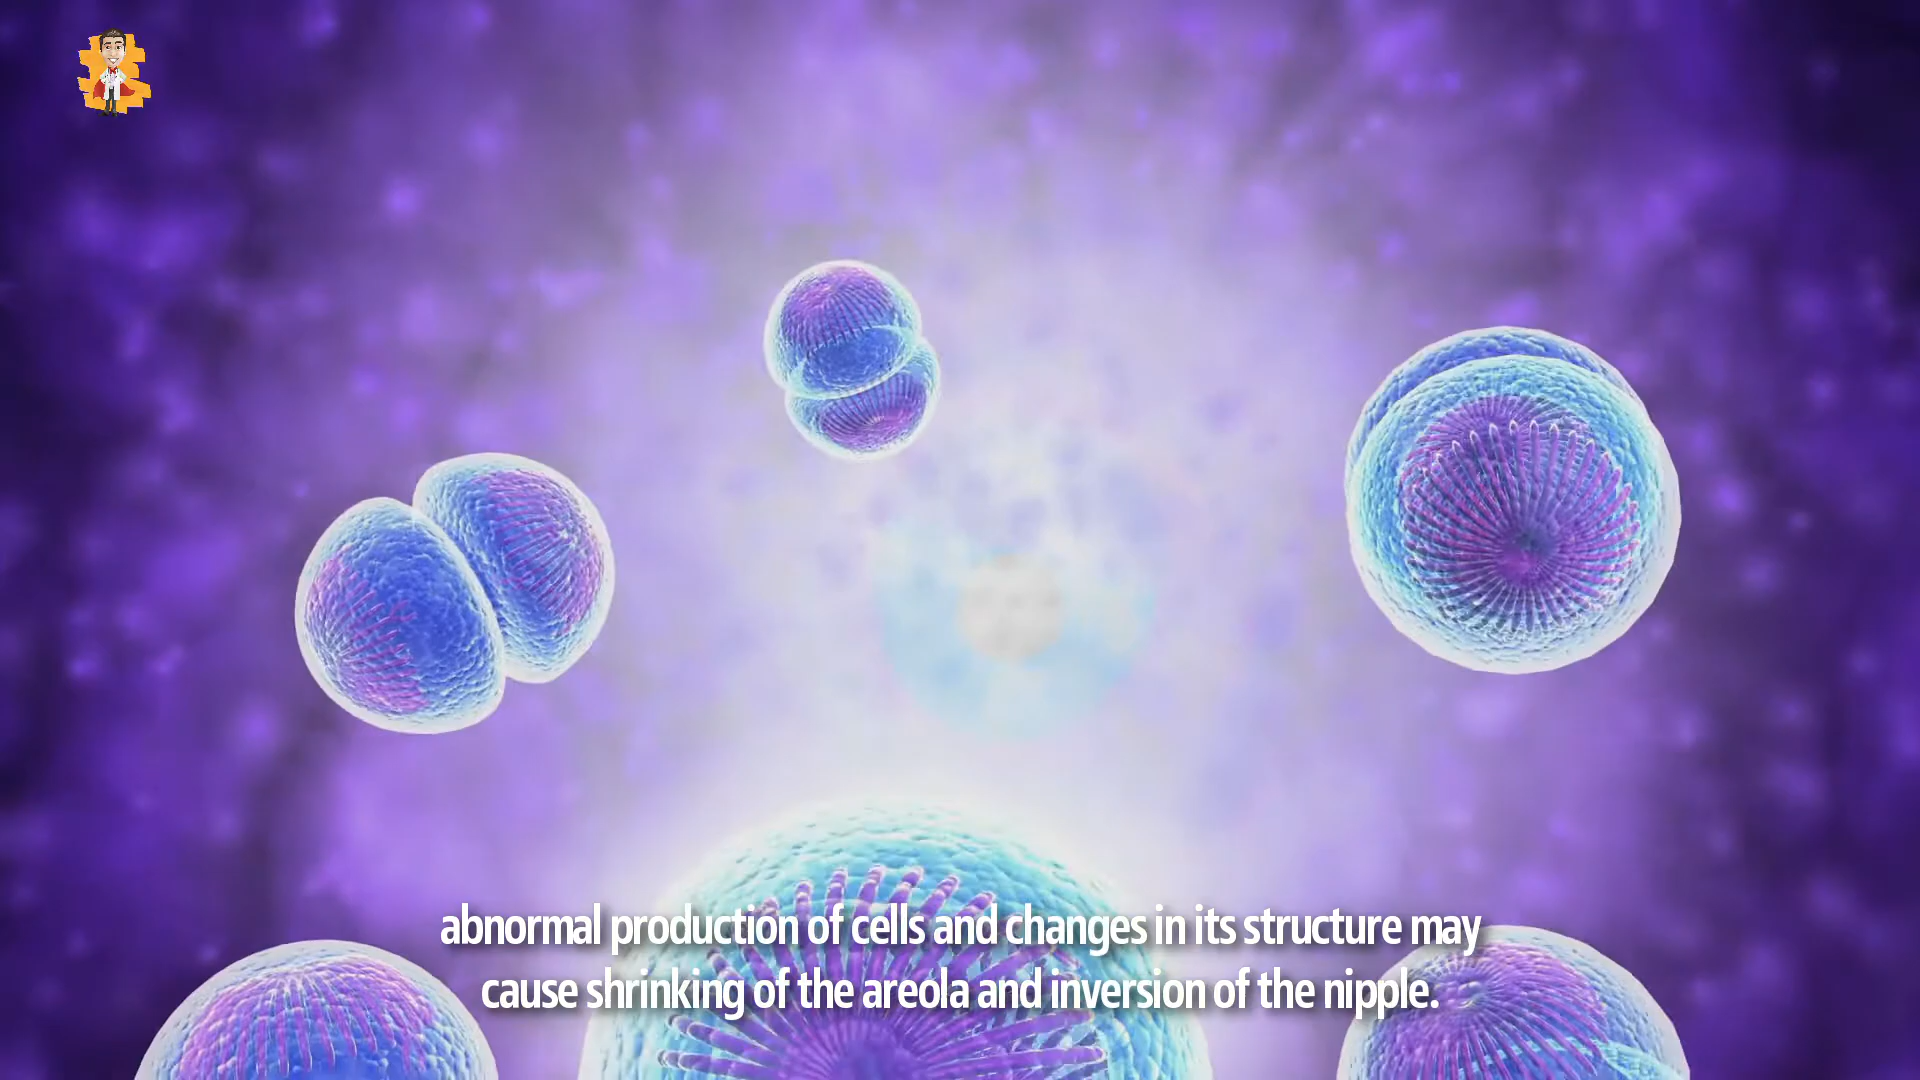 abnormal production of cells and changes in its structure may
cause shrinking of the areola and inversion of the nipple.